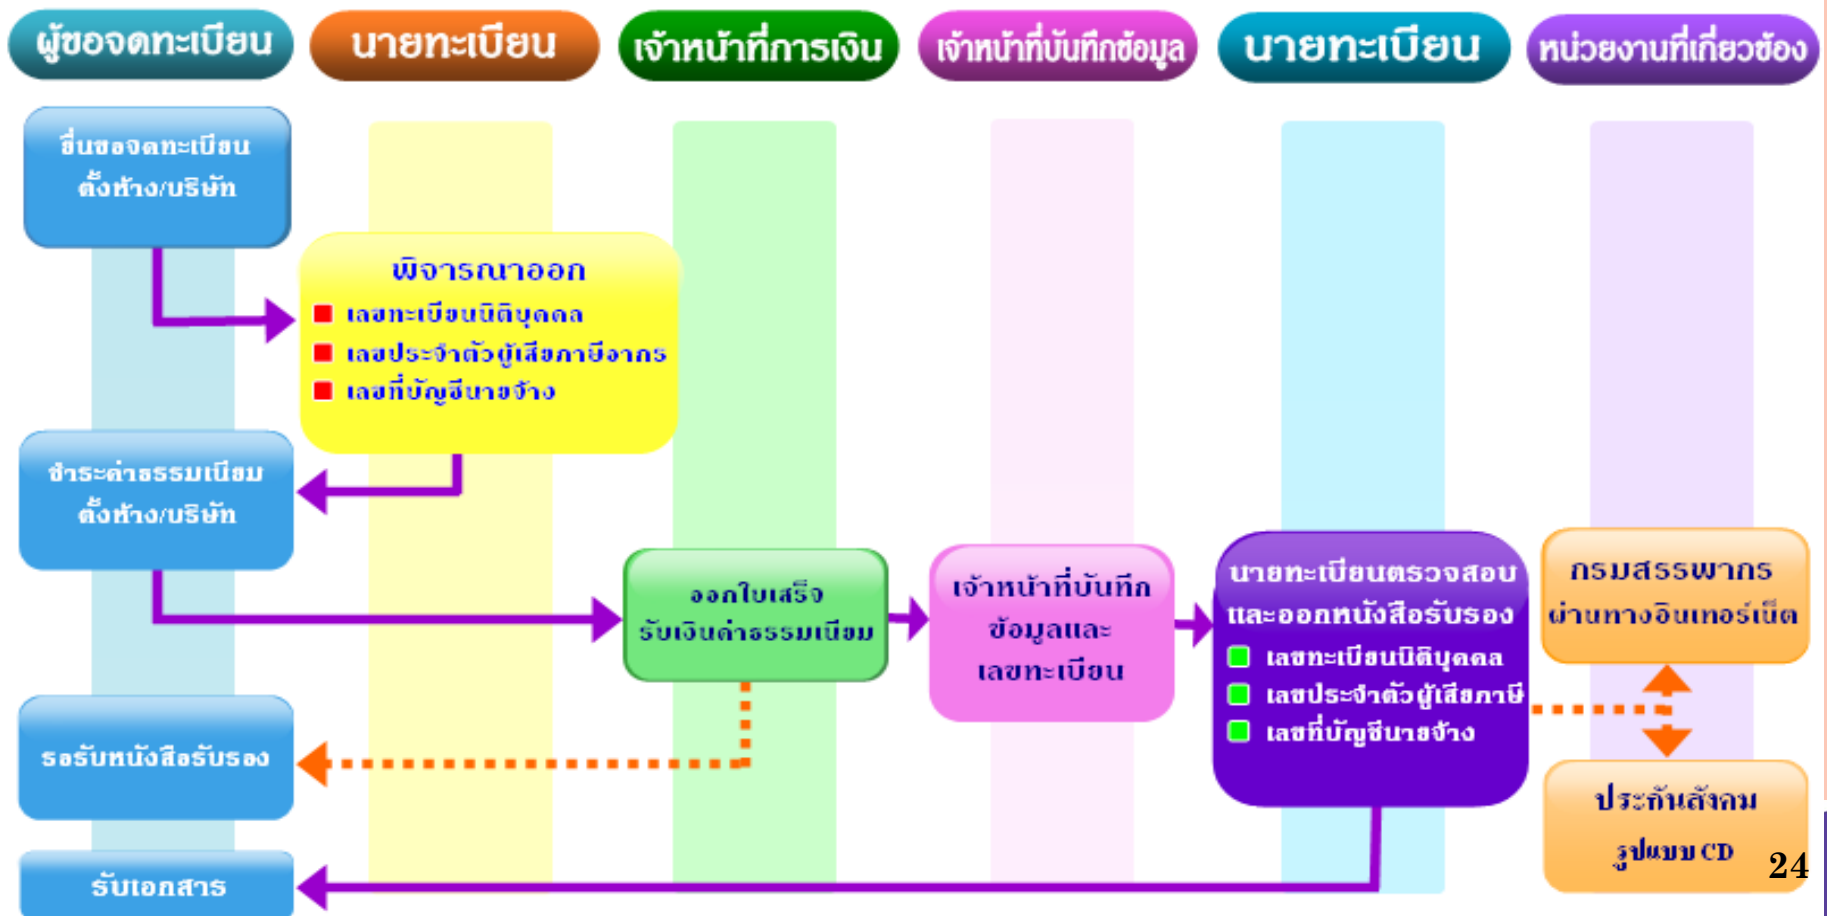 ผู้ขอจดทะเบียน
นายทะเบียน
เจ้าหน้าที่การเงิน
เจ้าหน้าที่บันทึกข้อมูล
นายทะเบียน
หน่วยงานที่เกี่ยวข้อง
ยื่นขอจดทะเบียน
ตั้งห้าง/บริษัท
พิจารณาออก
เลขทะเบียนนิติบุคคล
เลขประจำตัวผู้เสียภาษีอากร
เลขที่บัญชีนายจ้าง
ชำระค่าธรรมเนียม
ตั้งห้าง/บริษัท
ออกใบเสร็จ
รับเงินค่าธรรมเนียม
เจ้าหน้าที่บันทึก
ข้อมูลและ
เลขทะเบียน
นายทะเบียนตรวจสอบ
และออกหนังสือรับรอง
เลขทะเบียนนิติบุคคล
เลขประจำตัวผู้เสียภาษี
เลขที่บัญชีนายจ้าง
กรมสรรพากร
ผ่านทางอินเทอร์เน็ต
รอรับหนังสือรับรอง
ประกันสังคม
รูปแบบ CD
รับเอกสาร
24